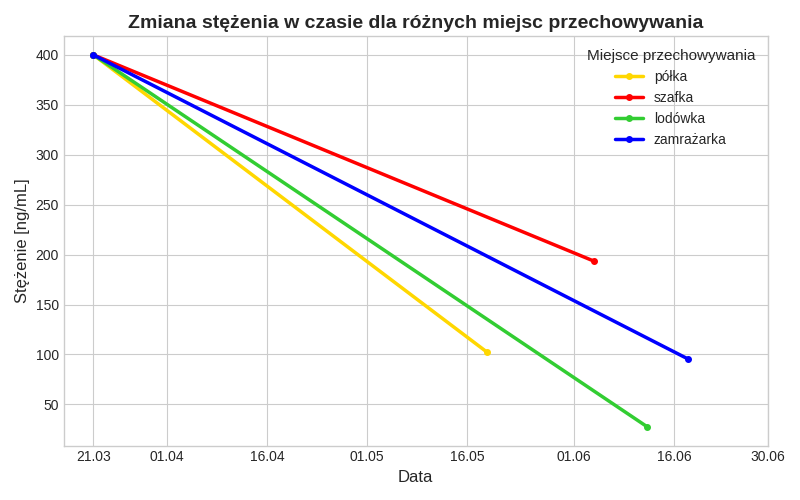 Zmiana stężenia w czasie dla różnych miejsc przechowywania
Miejsce przechowywania
półka
szafka
lodówka
zamrażarka
Stężenie [ng/mL]
400
350
300
250
200
150
100
50
21.03 01.04 16.04 01.05 16.05 01.06 16.06 30.06
Data